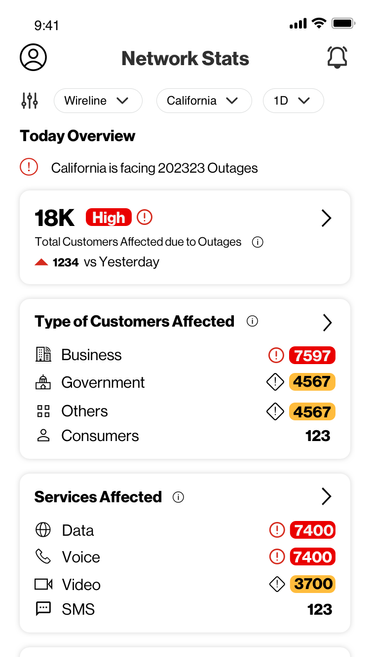 9:41
Network Stats
Wireline California 1D
Today Overview
California is facing 202323 Outages
18K High
Total Customers Affected due to Outages
1234 vs Yesterday
Type of Customers Affected
Business 7597
Government 4567
Others 4567
Consumers 123
Services Affected
Data 7400
Voice 7400
Video 3700
SMS 123